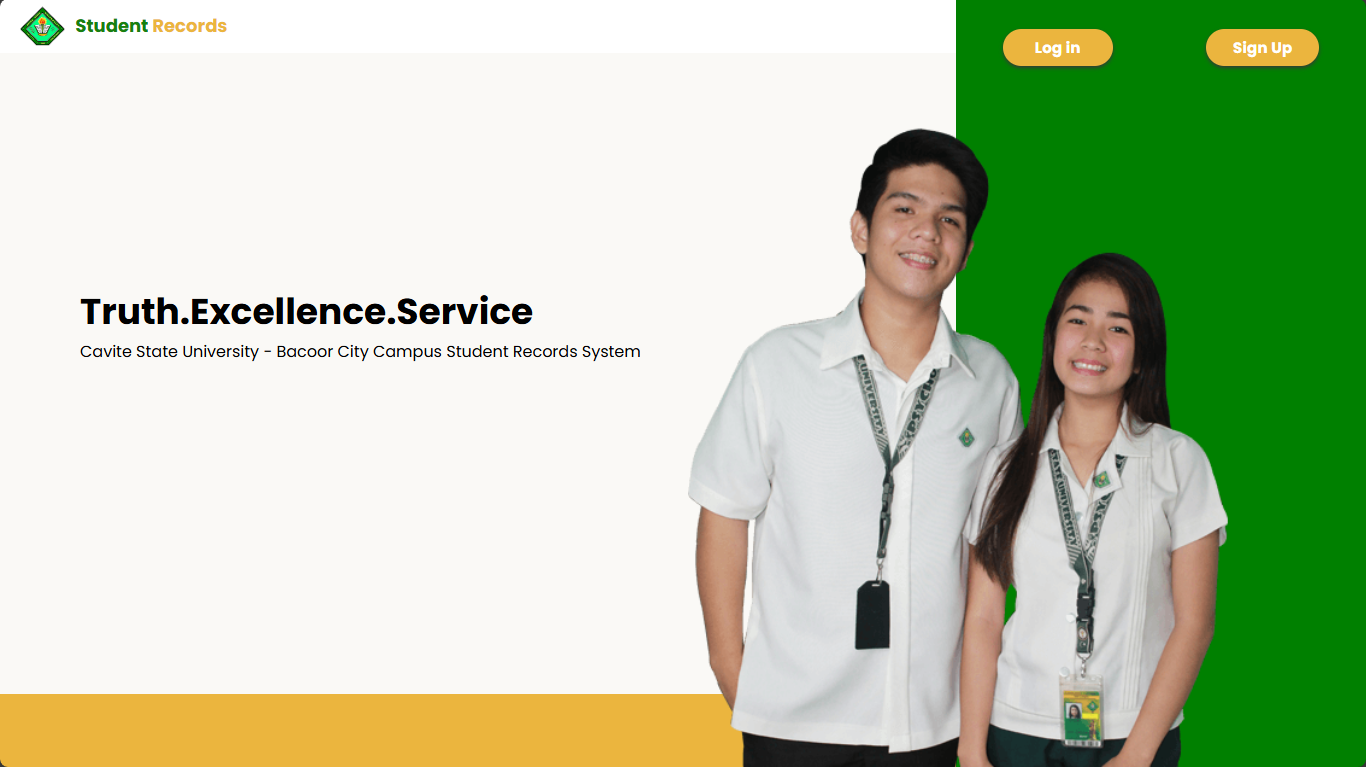 Student Records
Log in
Sign Up
Truth.Excellence.Service
Cavite State University - Bacoor City Campus Student Records System